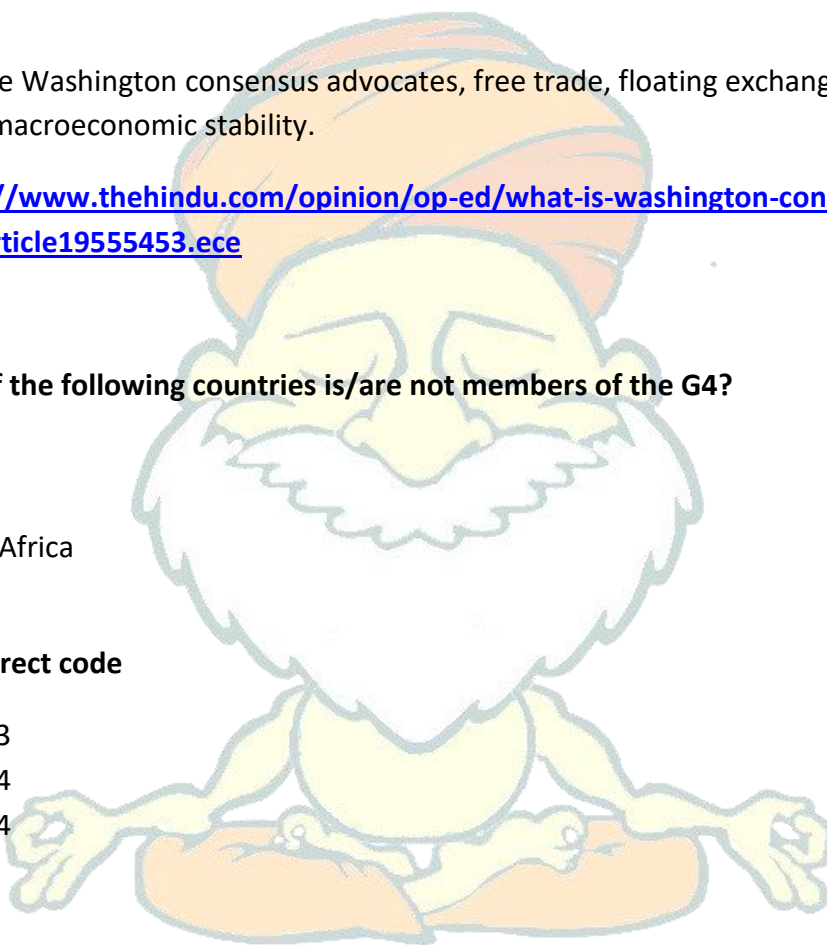 e Washington consensus advocates, free trade, floating exchang
macroeconomic stability.
//www.thehindu.com/opinion/op-ed/what-is-washington-con
rticle19555453.ece
f the following countries is/are not members of the G4?
Africa
rect code
3
4
4